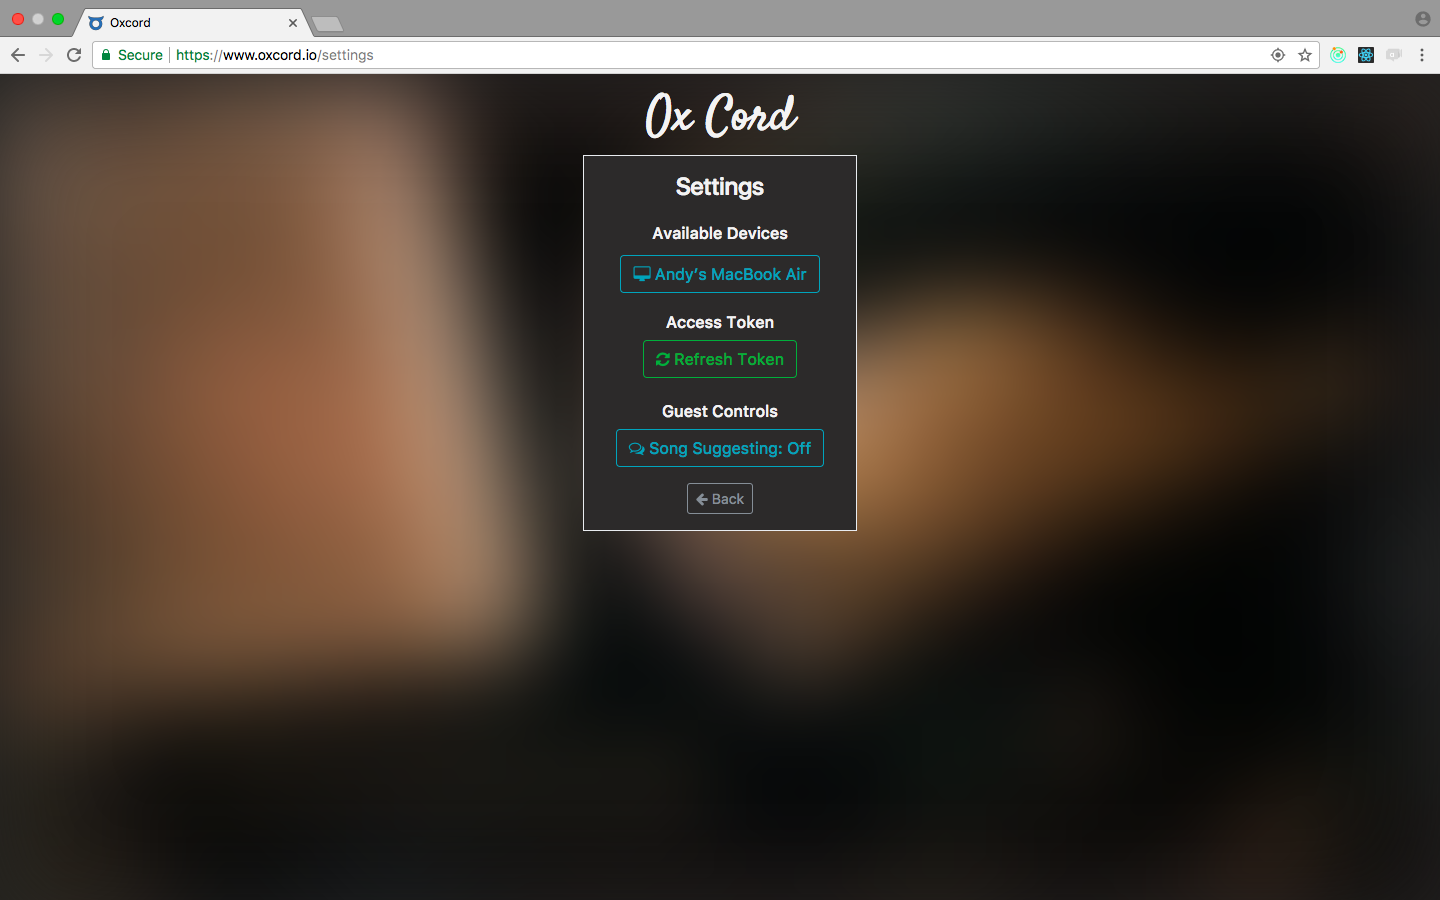 Oxcord
Secure https://www.oxcord.io/settings
Ox Cord
Settings
Available Devices
Andy's MacBook Air
Access Token
Refresh Token
Guest Controls
Song Suggesting: Off
Back